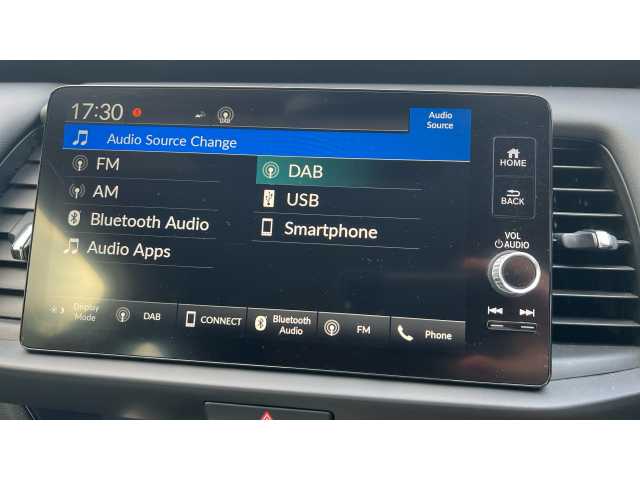 17:30
DAB
Audio
Source
Audio Source Change
FM
DAB
AM
USB
Bluetooth Audio
Smartphone
Audio Apps
HOME
BACK
VOL
AUDIO
Display
Mode
DAB
CONNECT
Bluetooth
Audio
FM
Phone